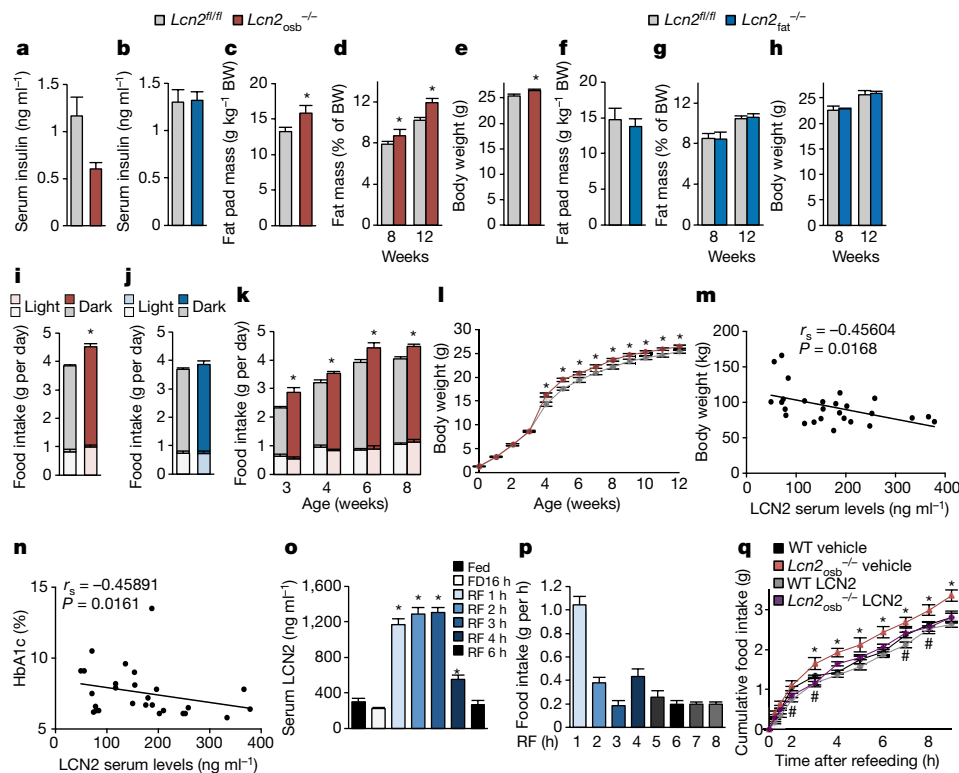 Lcn2fl/fl Lcn2osb−/− Lcn2fl/fl Lcn2fat−/−
a b c d e f g h
Serum insulin (ng ml−1)
1.5
1
0.5
0
Serum insulin (ng ml−1)
0
0.5
1
1.5
Fat pad mass (g kg−1 BW)
20
15
10
5
0
*
Fat mass (% of BW)
16
12
8
4
0
* *
8 12
Weeks
Body weight (g)
30
25
20
15
10
5
0
*
Fat pad mass (g kg−1 BW)
20
15
10
5
0
Fat mass (% of BW)
16
12
8
4
0
8 12
Weeks
Body weight (g)
30
25
20
15
10
5
0
8 12
Weeks
i j k l m
Light Dark
Food intake (g per day)
5
4
3
2
1
0
*
Light Dark
Food intake (g per day)
5
4
3
2
1
0
Food intake (g per day)
5
4
3
2
1
0
* * * *
3 4 6 8
Age (weeks)
Body weight (g)
30
25
20
15
10
5
0
* * * * * * * * *
0 2 4 6 8 10 12
Age (weeks)
rs = −0.45604
P = 0.0168
Body weight (kg)
200
150
100
50
0
0 100 200 300 400
LCN2 serum levels (ng ml−1)
n o p q
rs = −0.45891
P = 0.0161
HbA1c (%)
15
10
5
0 100 200 300 400
LCN2 serum levels (ng ml−1)
Serum LCN2 (ng ml−1)
1,600
1,200
800
400
0
* * * *
Fed
FD16 h
RF 1 h
RF 2 h
RF 3 h
RF 4 h
RF 6 h
Food intake (g per h)
1.2
1.0
0.8
0.6
0.4
0.2
0
RF (h) 1 2 3 4 5 6 7 8
WT vehicle
Lcn2osb−/− vehicle
WT LCN2
Lcn2osb−/− LCN2
Cumulative food intake (g)
3
2
1
0
* * * * * * *
# # # #
0 2 4 6 8
Time after refeeding (h)